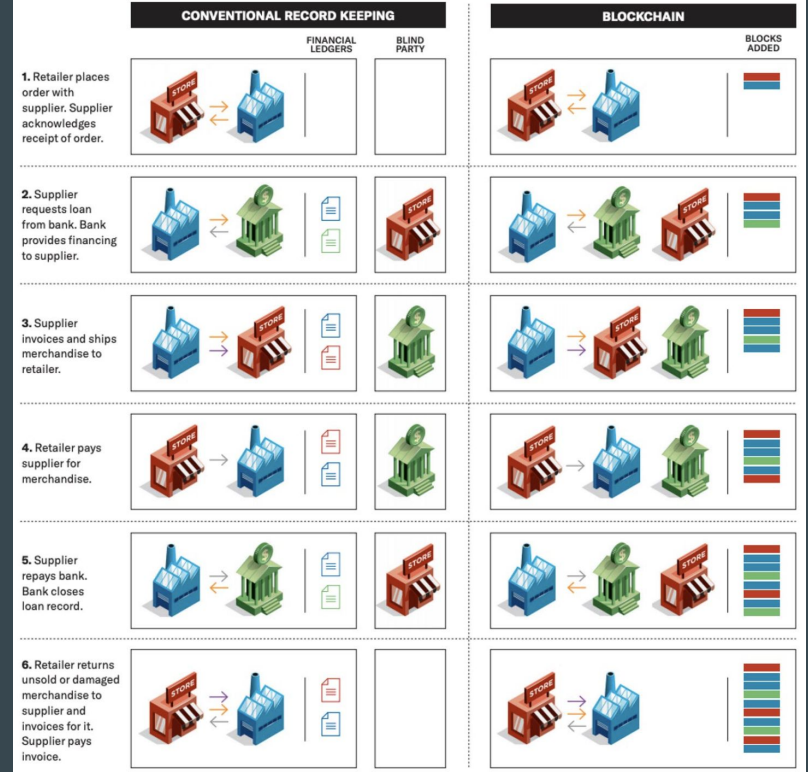 CONVENTIONAL RECORD KEEPING
BLOCKCHAIN
FINANCIAL
LEDGERS
BLIND
PARTY
BLOCKS
ADDED
1. Retailer places
order with
supplier. Supplier
acknowledges
receipt of order.
STORE
STORE
2. Supplier
requests loan
from bank. Bank
provides financing
to supplier.
$
STORE
$
STORE
3. Supplier
invoices and ships
merchandise to
retailer.
STORE
$
STORE
$
4. Retailer pays
supplier for
merchandise.
STORE
$
STORE
$
5. Supplier
repays bank.
Bank closes
loan record.
$
STORE
$
STORE
6. Retailer returns
unsold or damaged
merchandise to
supplier and
invoices for it.
Supplier pays
invoice.
STORE
STORE